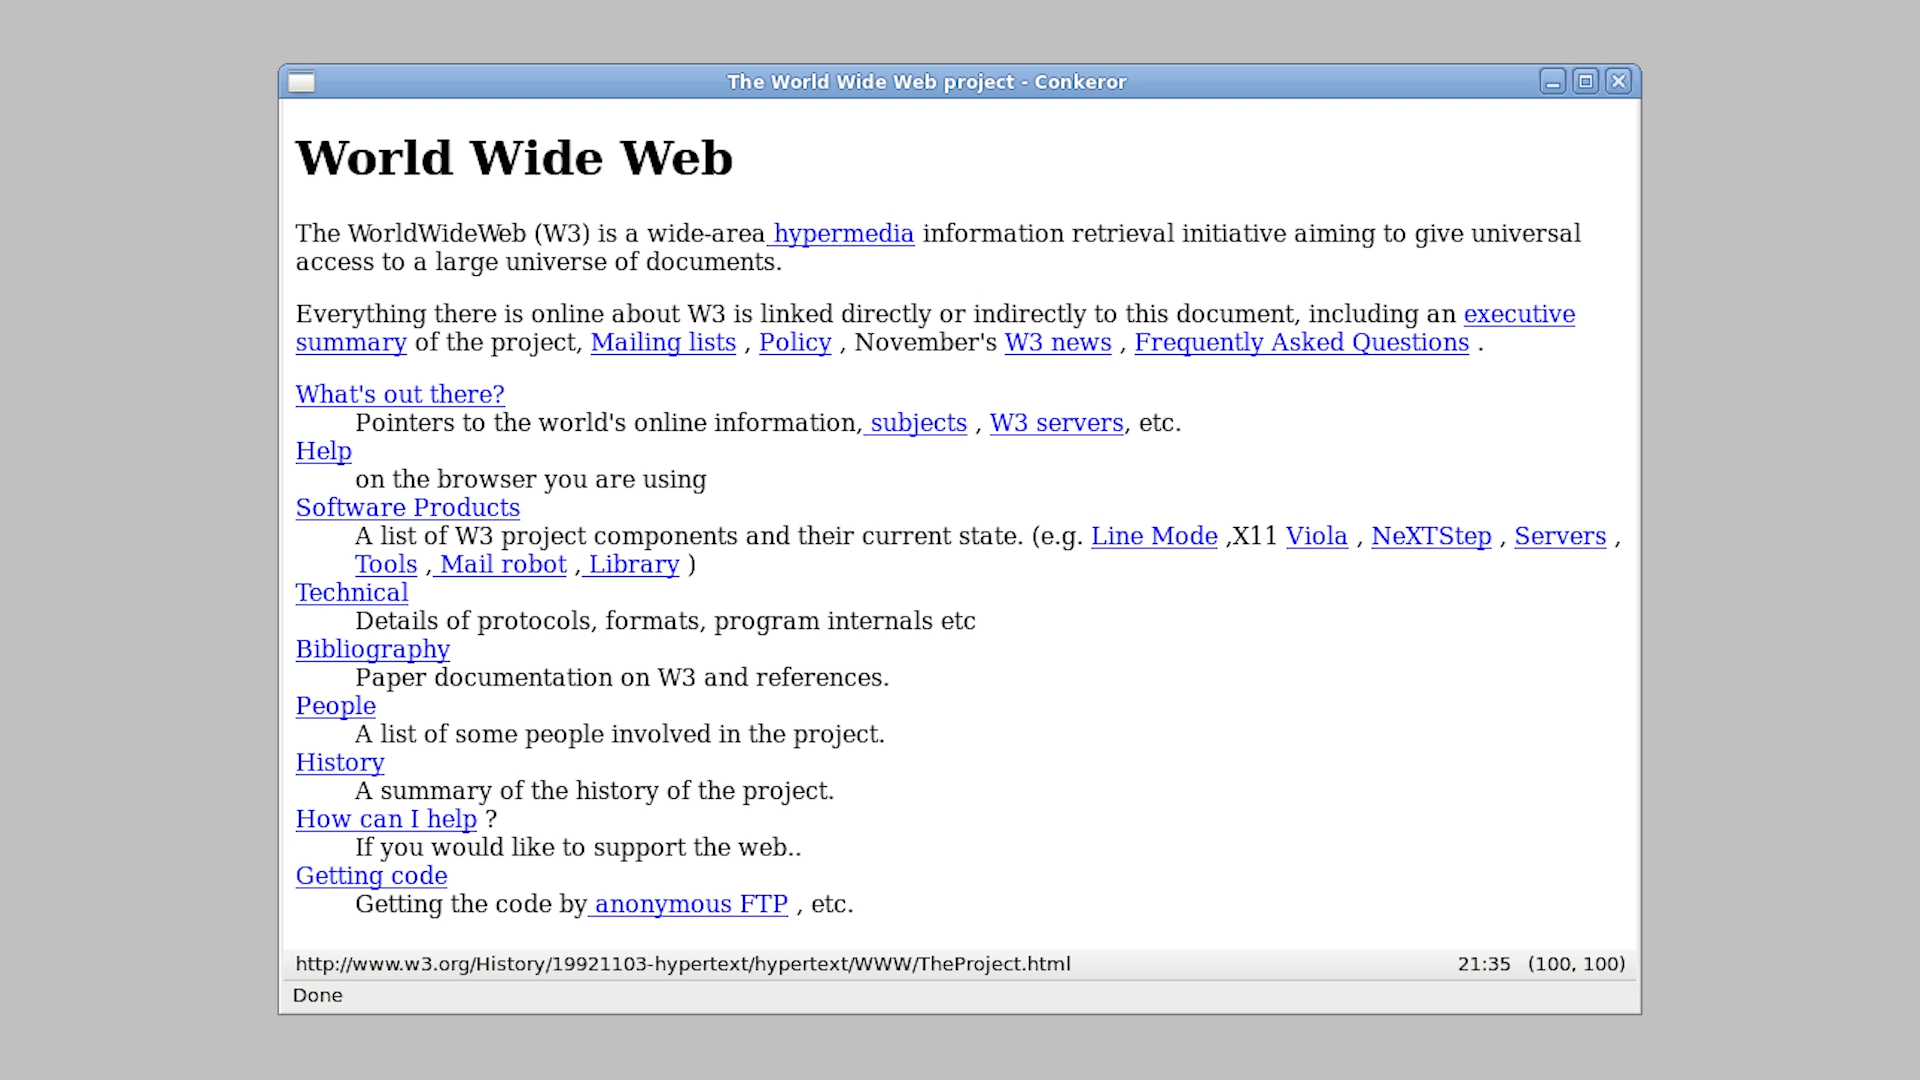 The World Wide Web project - Conkeror
World Wide Web
The WorldWideWeb (W3) is a wide-area hypermedia information retrieval initiative aiming to give universal
access to a large universe of documents.
Everything there is online about W3 is linked directly or indirectly to this document, including an executive
summary of the project, Mailing lists , Policy , November's W3 news , Frequently Asked Questions .
What's out there?
Pointers to the world's online information, subjects , W3 servers, etc.
Help
on the browser you are using
Software Products
A list of W3 project components and their current state. (e.g. Line Mode ,X11 Viola , NeXTStep , Servers ,
Tools , Mail robot , Library )
Technical
Details of protocols, formats, program internals etc
Bibliography
Paper documentation on W3 and references.
People
A list of some people involved in the project.
History
A summary of the history of the project.
How can I help ?
If you would like to support the web..
Getting code
Getting the code by anonymous FTP , etc.
http://www.w3.org/History/19921103-hypertext/hypertext/WWW/TheProject.html 21:35 (100, 100)
Done